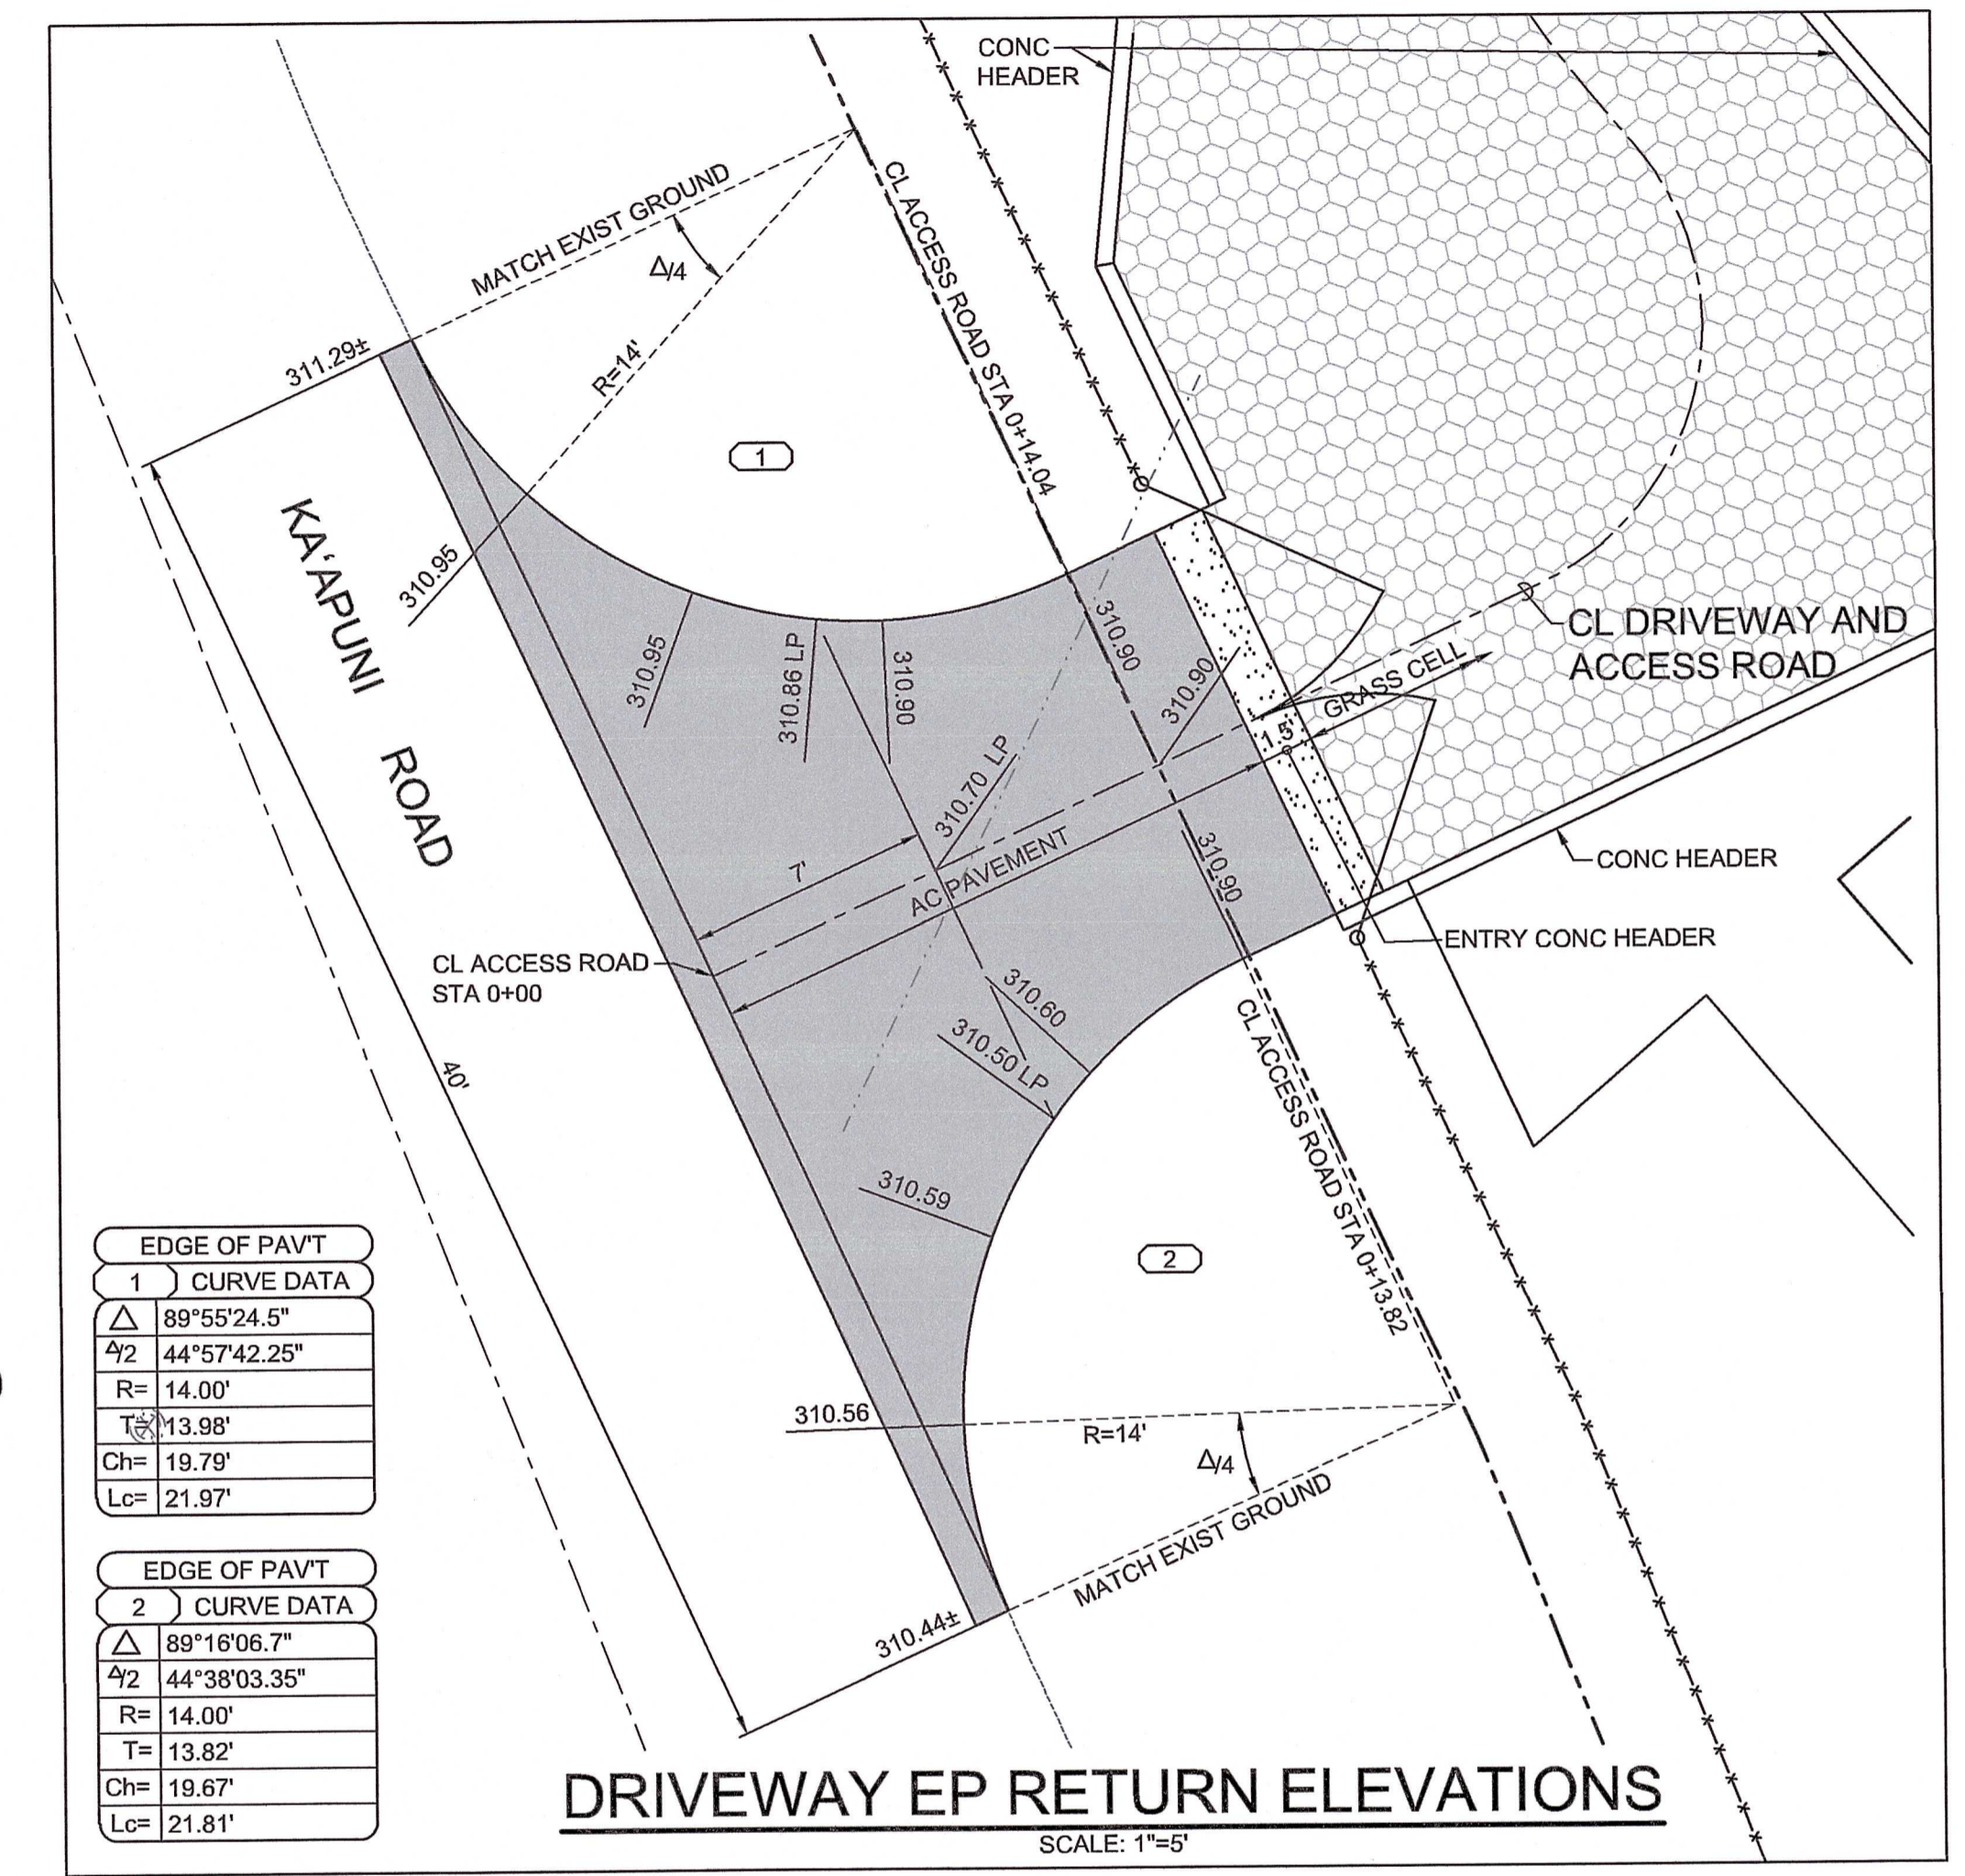 CONC
HEADER
MATCH EXIST GROUND
Δ/4
R=14'
311.29±
CL ACCESS ROAD STA 0+14.04
1
KA'APUNI ROAD
310.95
310.95
310.86 LP
310.90
310.90
310.90
310.70 LP
CL DRIVEWAY AND
ACCESS ROAD
GRASS CELL
1.5'
7'
AC PAVEMENT
310.90
CONC HEADER
ENTRY CONC HEADER
CL ACCESS ROAD
STA 0+00
310.60
310.50 LP
40'
CL ACCESS ROAD STA 0+13.82
310.59
2
310.56
R=14'
Δ/4
MATCH EXIST GROUND
310.44±
EDGE OF PAV'T
1 CURVE DATA
△ 89°55'24.5"
Δ/2 44°57'42.25"
R= 14.00'
T= 13.98'
Ch= 19.79'
Lc= 21.97'
EDGE OF PAV'T
2 CURVE DATA
△ 89°16'06.7"
Δ/2 44°38'03.35"
R= 14.00'
T= 13.82'
Ch= 19.67'
Lc= 21.81'
DRIVEWAY EP RETURN ELEVATIONS
SCALE: 1"=5'